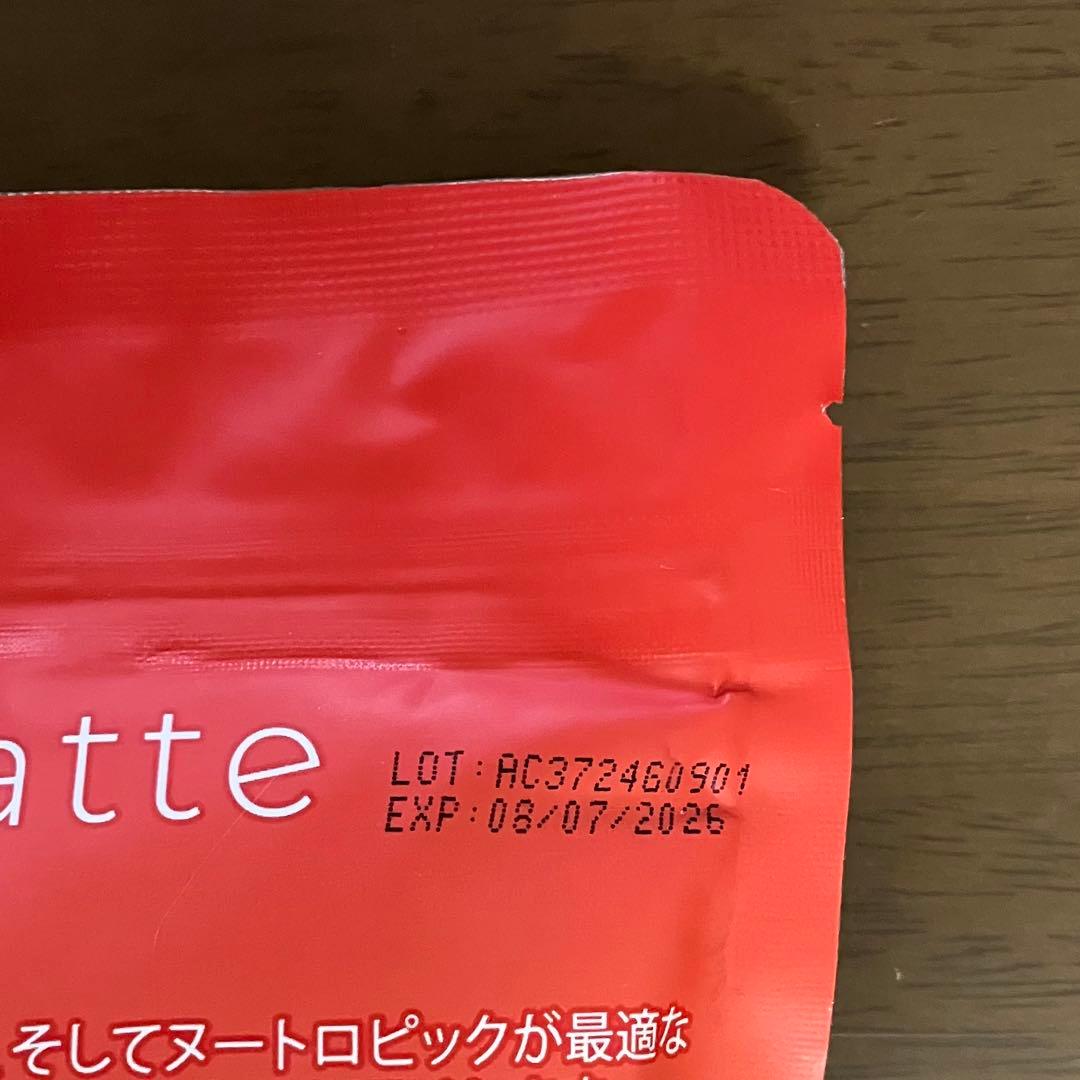 atte
LOT:AC372460901
EXP:08/07/2026
、そしてヌートロピックが最適な